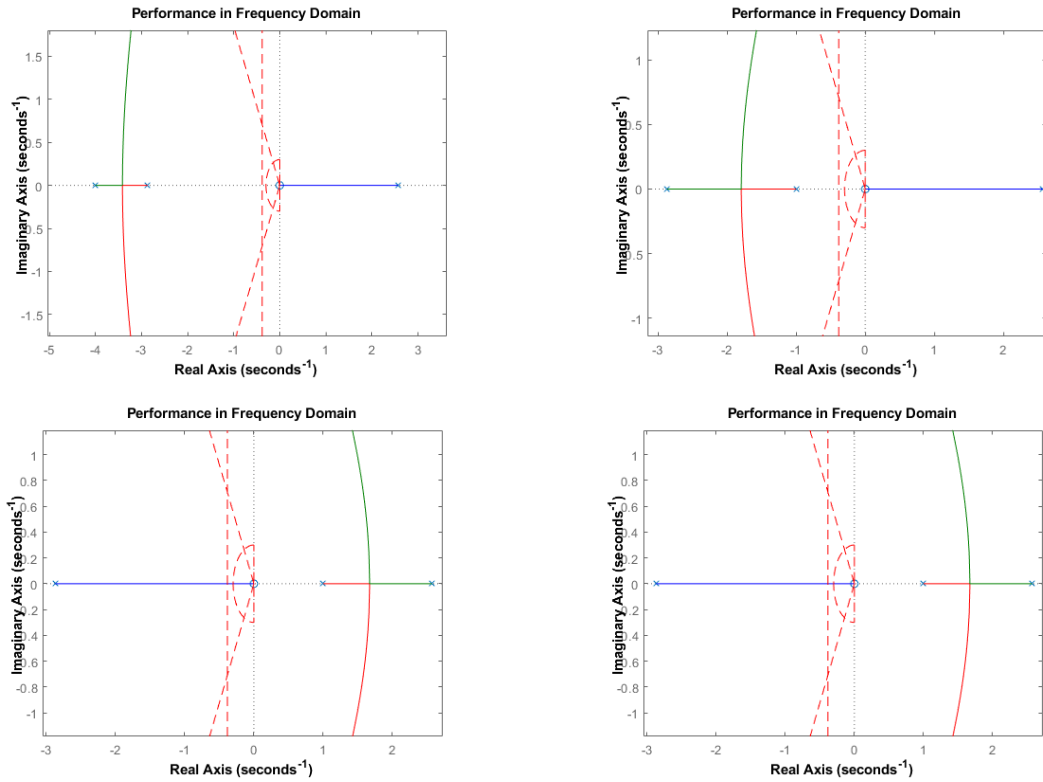 Performance in Frequency Domain
Imaginary Axis (seconds-1)
1.5
1
0.5
0
-0.5
-1
-1.5
-5 -4 -3 -2 -1 0 1 2 3
Real Axis (seconds-1)
Performance in Frequency Domain
Imaginary Axis (seconds-1)
1
0.5
0
-0.5
-1
-3 -2 -1 0 1 2
Real Axis (seconds-1)
Performance in Frequency Domain
Imaginary Axis (seconds-1)
1
0.8
0.6
0.4
0.2
0
-0.2
-0.4
-0.6
-0.8
-1
-3 -2 -1 0 1 2
Real Axis (seconds-1)
Performance in Frequency Domain
Imaginary Axis (seconds-1)
1
0.8
0.6
0.4
0.2
0
-0.2
-0.4
-0.6
-0.8
-1
-3 -2 -1 0 1 2
Real Axis (seconds-1)